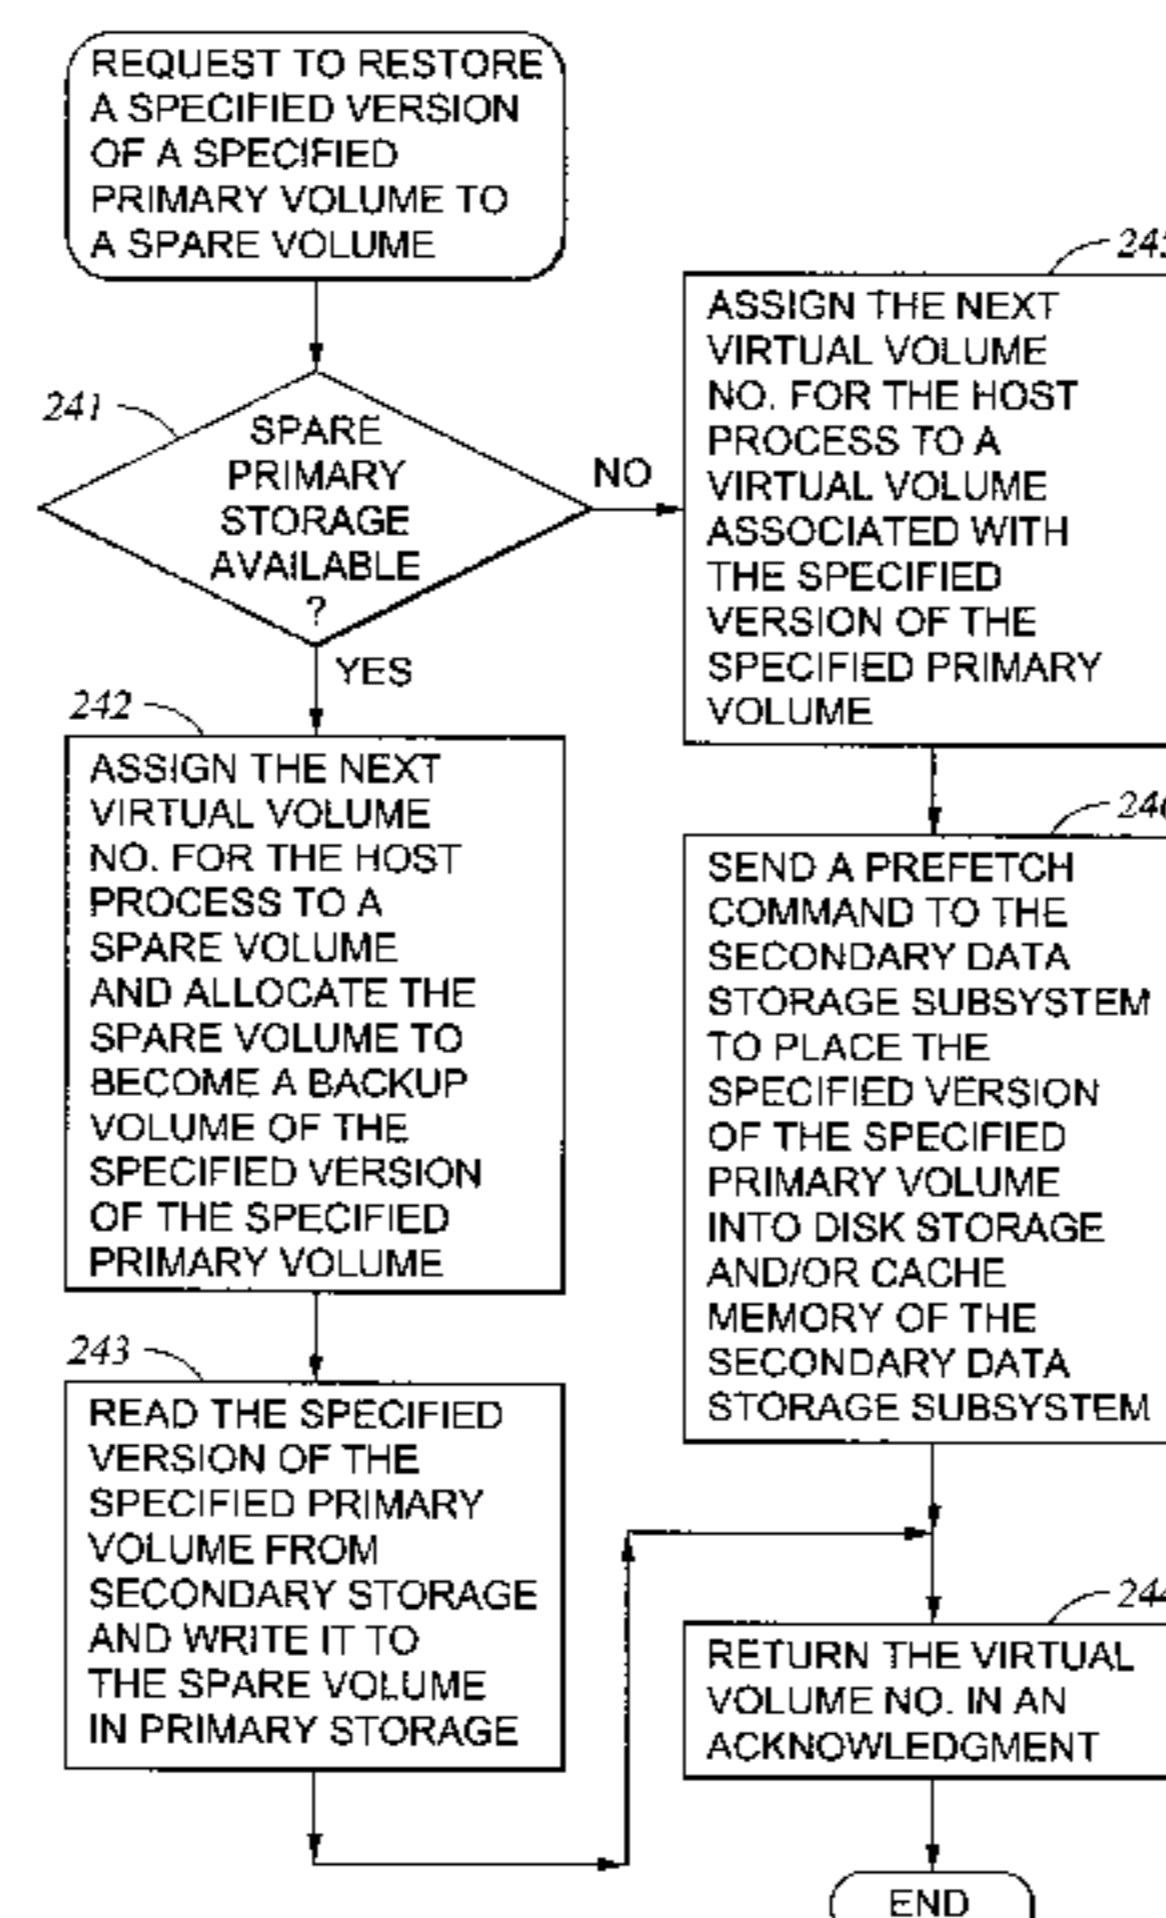 REQUEST TO RESTORE
A SPECIFIED VERSION
OF A SPECIFIED
PRIMARY VOLUME TO
A SPARE VOLUME
241
SPARE
PRIMARY
STORAGE
AVAILABLE
?
NO
YES
242
ASSIGN THE NEXT
VIRTUAL VOLUME
NO. FOR THE HOST
PROCESS TO A
SPARE VOLUME
AND ALLOCATE THE
SPARE VOLUME TO
BECOME A BACKUP
VOLUME OF THE
SPECIFIED VERSION
OF THE SPECIFIED
PRIMARY VOLUME
243
READ THE SPECIFIED
VERSION OF THE
SPECIFIED PRIMARY
VOLUME FROM
SECONDARY STORAGE
AND WRITE IT TO
THE SPARE VOLUME
IN PRIMARY STORAGE
ASSIGN THE NEXT
VIRTUAL VOLUME
NO. FOR THE HOST
PROCESS TO A
VIRTUAL VOLUME
ASSOCIATED WITH
THE SPECIFIED
VERSION OF THE
SPECIFIED PRIMARY
VOLUME
SEND A PREFETCH
COMMAND TO THE
SECONDARY DATA
STORAGE SUBSYSTEM
TO PLACE THE
SPECIFIED VERSION
OF THE SPECIFIED
PRIMARY VOLUME
INTO DISK STORAGE
AND/OR CACHE
MEMORY OF THE
SECONDARY DATA
STORAGE SUBSYSTEM
244
RETURN THE VIRTUAL
VOLUME NO. IN AN
ACKNOWLEDGMENT
END